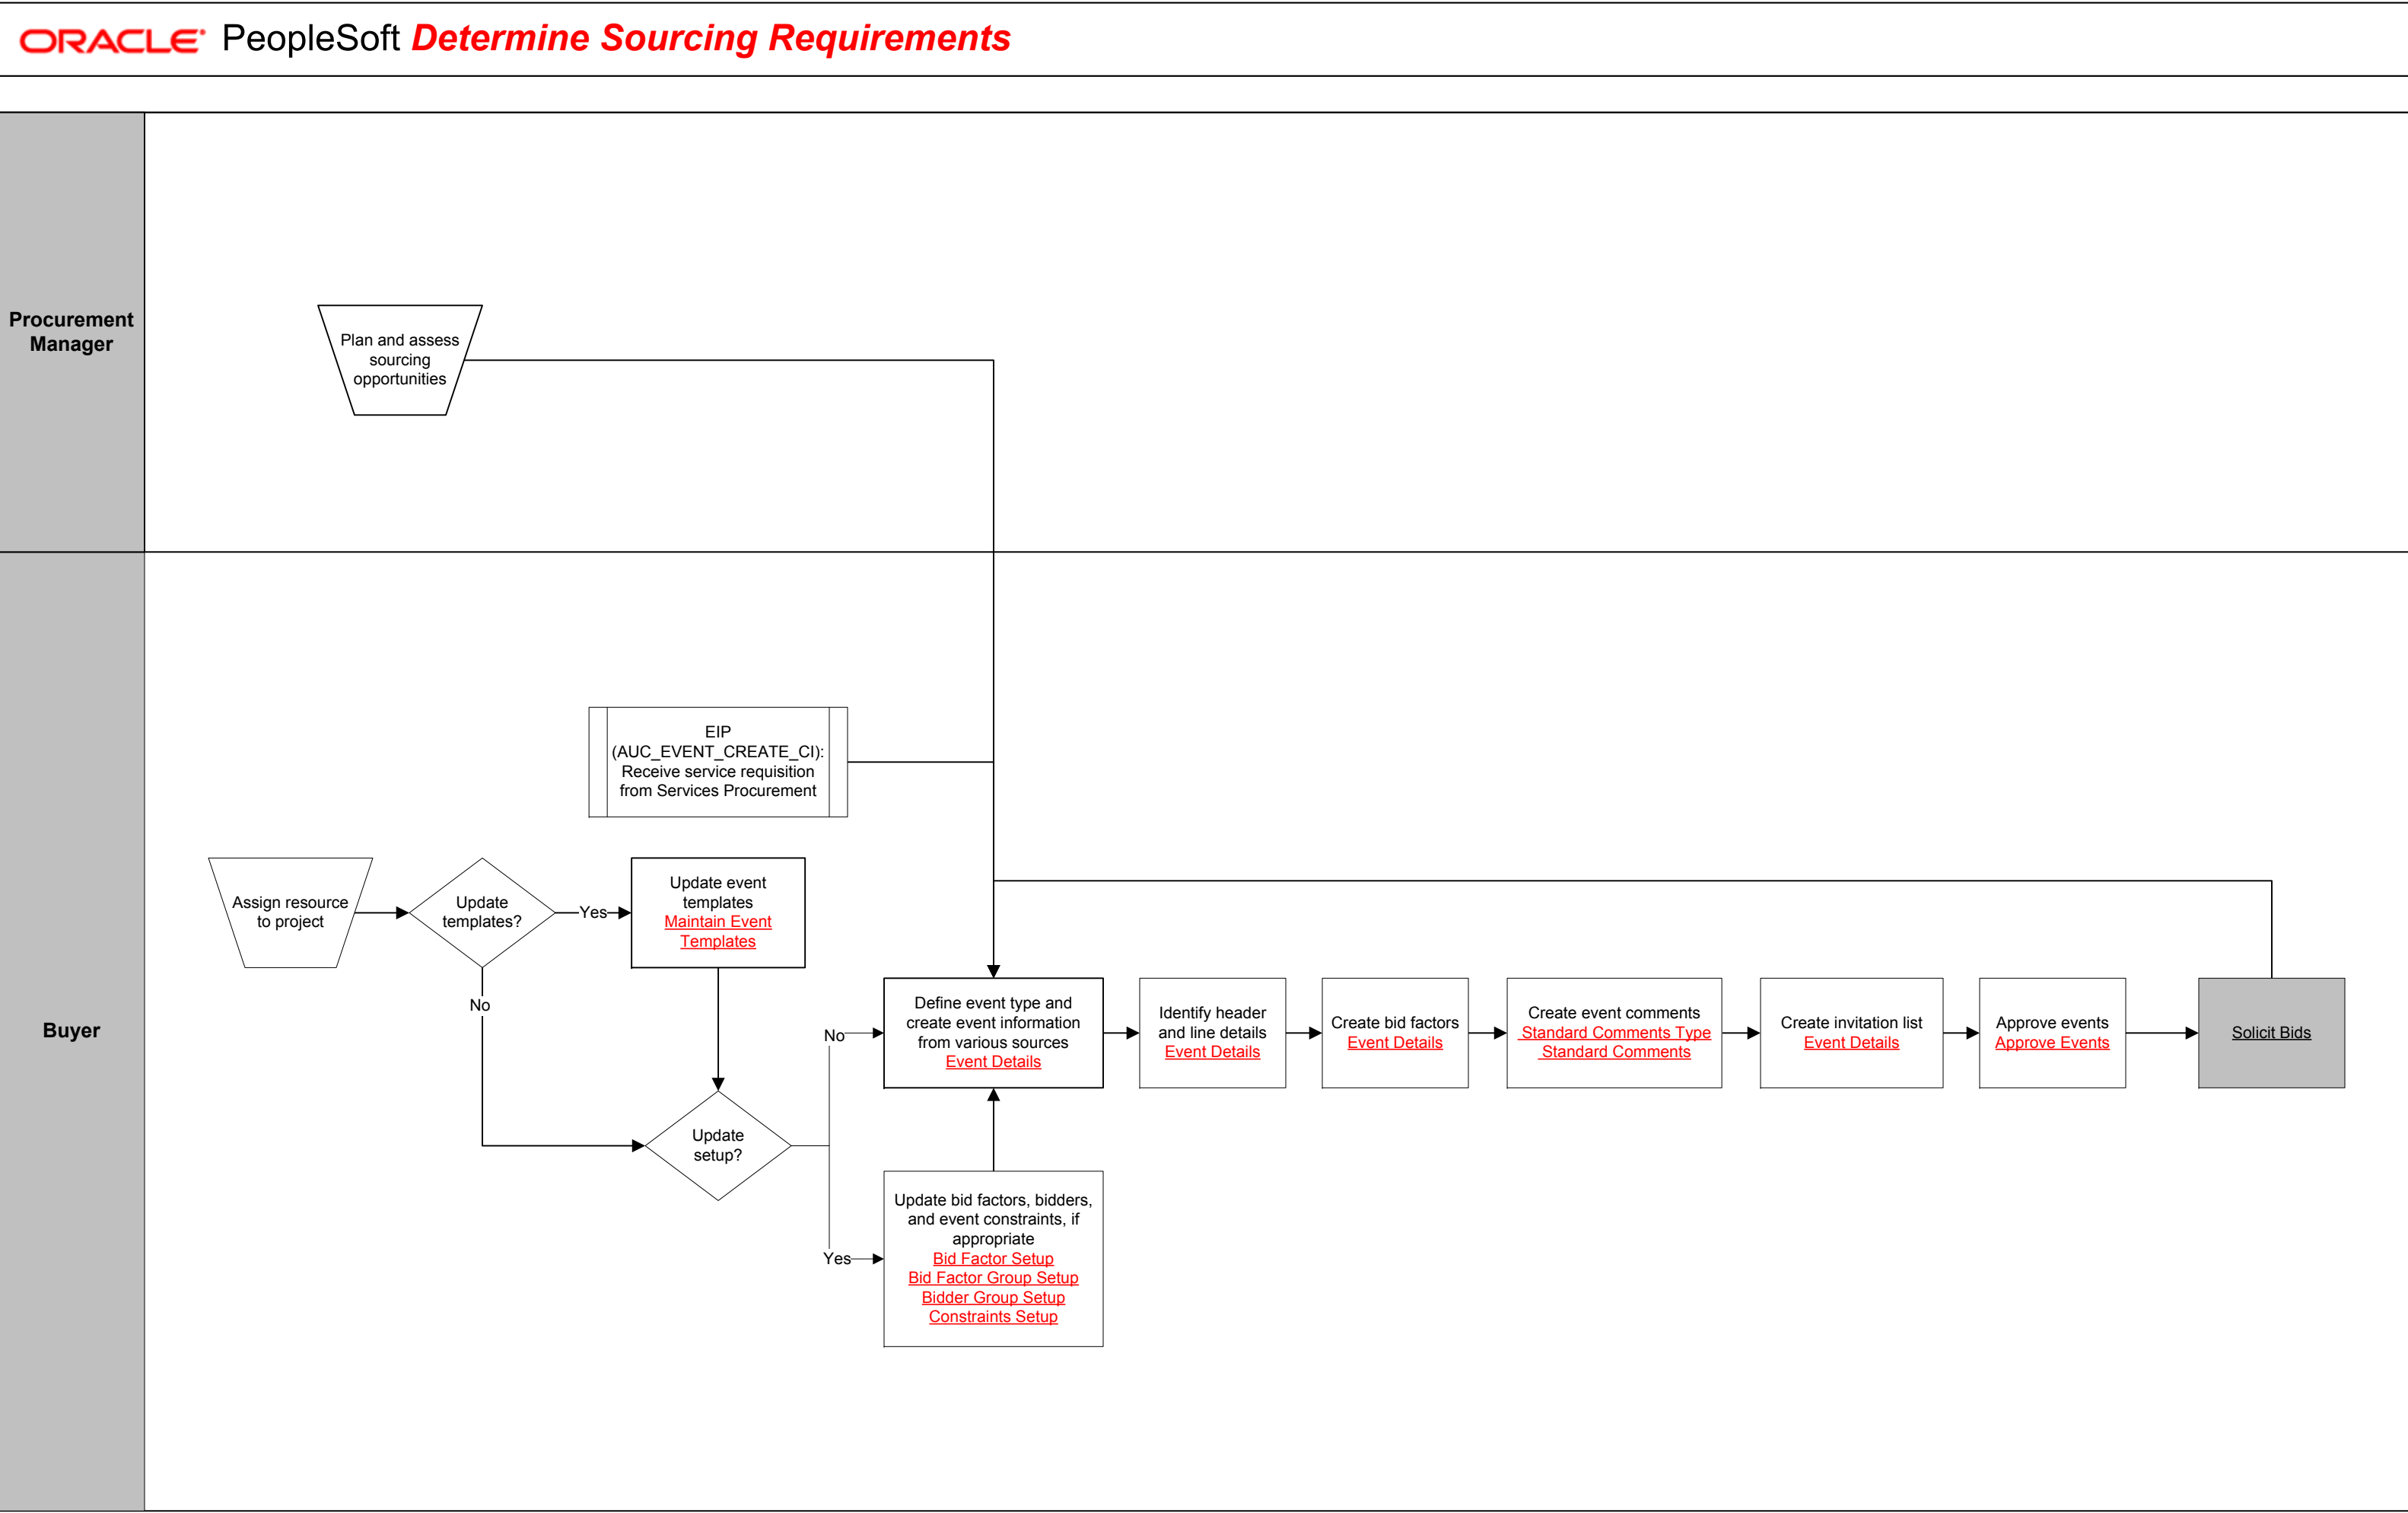 ORACLE PeopleSoft Determine Sourcing Requirements
Procurement
Manager
Plan and assess
sourcing
opportunities
Buyer
EIP
(AUC_EVENT_CREATE_CI):
Receive service requisition
from Services Procurement
Assign resource
to project
Update
templates?
Yes
No
Update event
templates
Maintain Event
Templates
Update
setup?
No
Yes
Define event type and
create event information
from various sources
Event Details
Update bid factors, bidders,
and event constraints, if
appropriate
Bid Factor Setup
Bid Factor Group Setup
Bidder Group Setup
Constraints Setup
Identify header
and line details
Event Details
Create bid factors
Event Details
Create event comments
Standard Comments Type
Standard Comments
Create invitation list
Event Details
Approve events
Approve Events
Solicit Bids